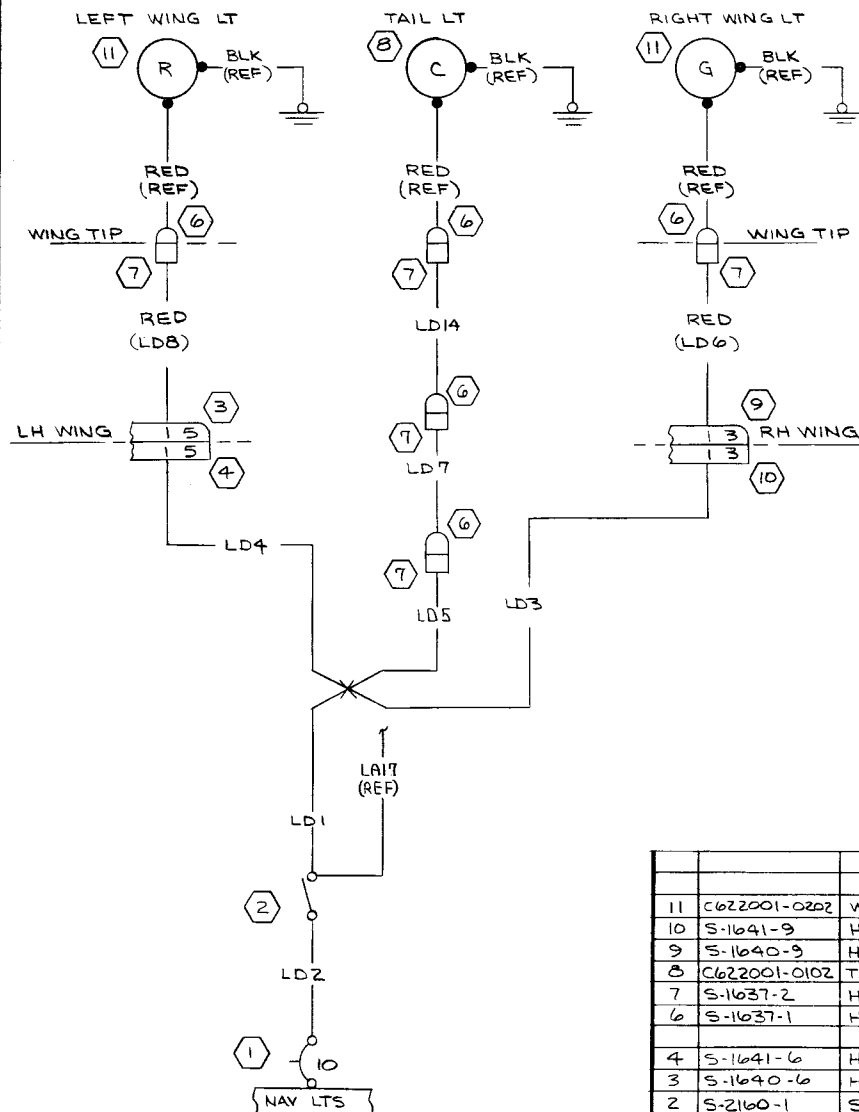 LEFT WING LT
TAIL LT
RIGHT WING LT
11
R
BLK
(REF)
8
C
BLK
(REF)
11
G
BLK
(REF)
RED
(REF)
RED
(REF)
RED
(REF)
WING TIP
6
7
6
7
6
7
WING TIP
RED
(LD8)
LD14
RED
(LD6)
LH WING
3
1 5
1 5
4
6
7
LD7
9
1 3
1 3
RH WING
10
LD4
6
7
LD5
LD3
LA17
(REF)
LD1
2
LD2
1
10
NAV LTS
11 C622001-0202
10 S-1641-9 H
9 S-1640-9 H
8 C622001-0102 T
7 S-1637-2 H
6 S-1637-1 H
4 S-1641-6 H
3 S-1640-6 H
2 S-2160-1 S